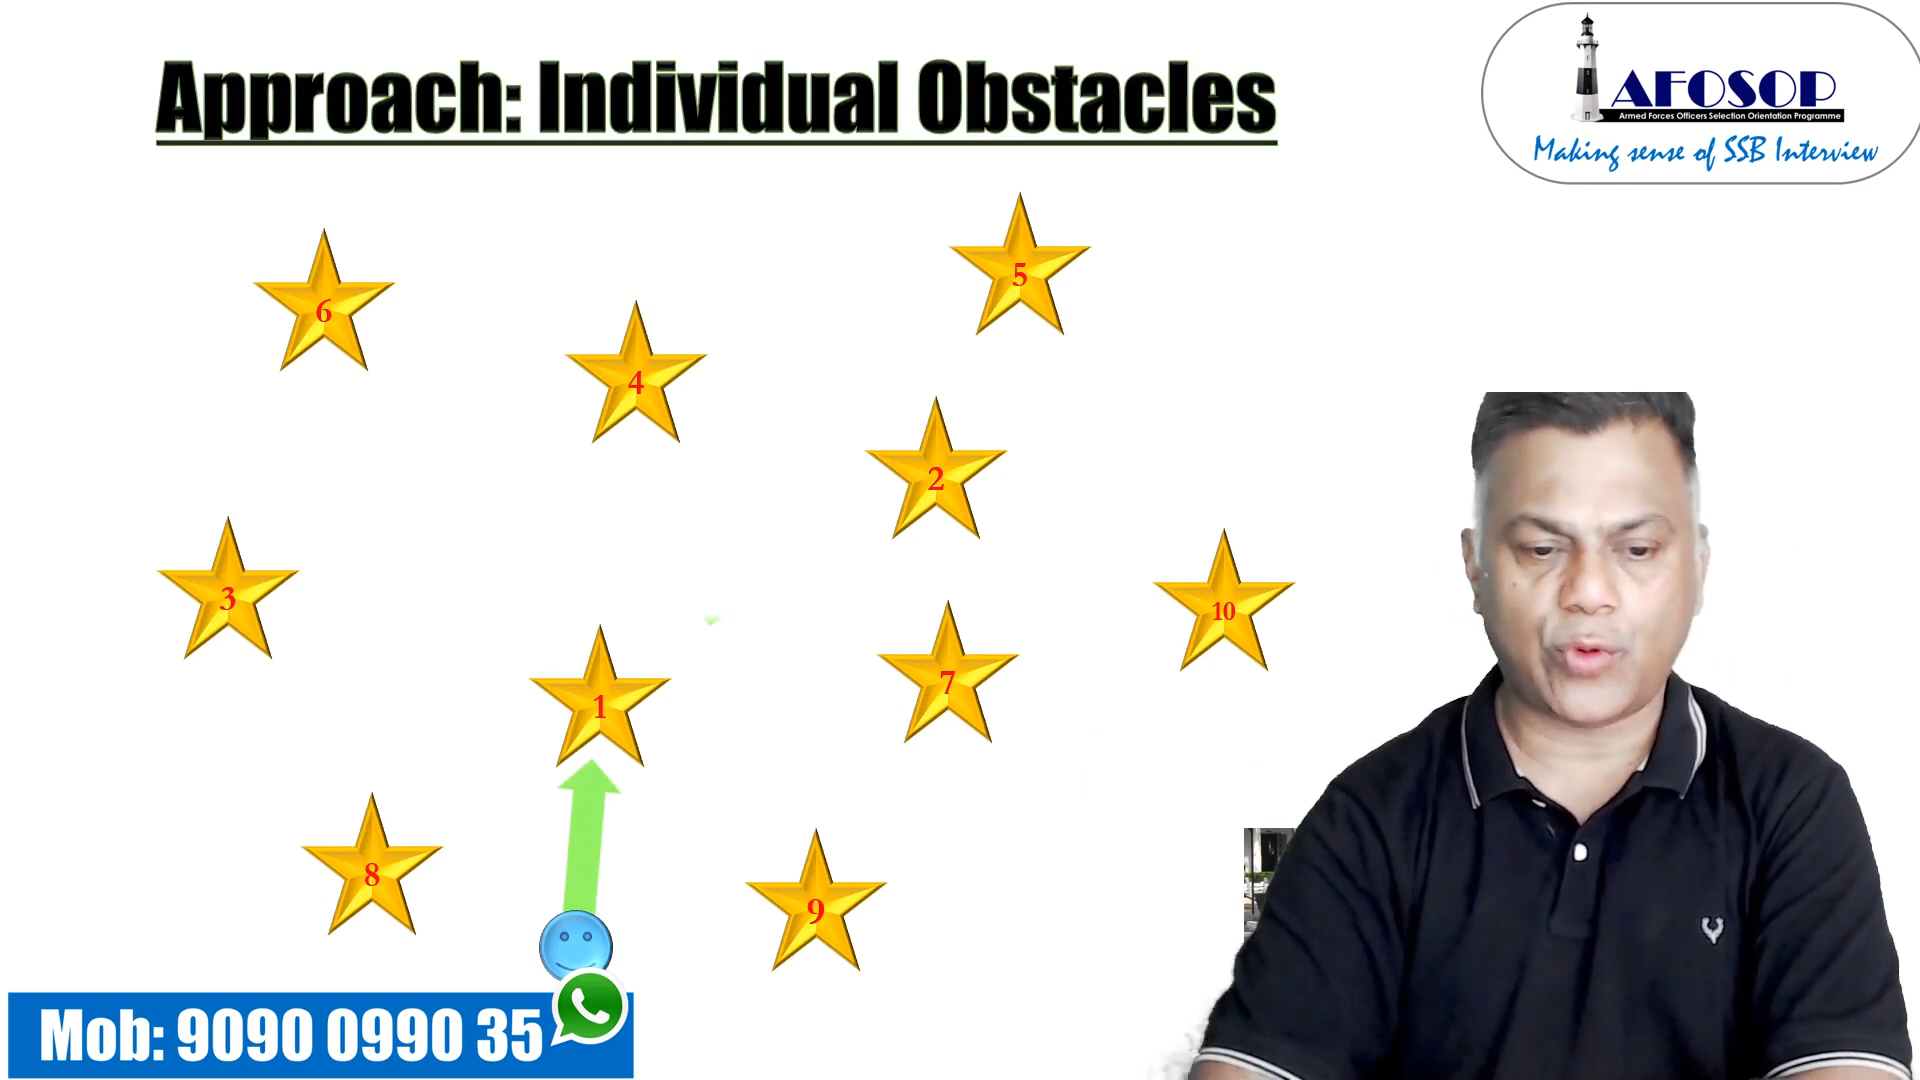 Approach: Individual Obstacles
AFOSOP
Armed Forces Officers Selection Orientation Programme
Making sense of SSB Interview
5
6
4
2
3
10
7
1
8
9
Mob: 9090 0990 35